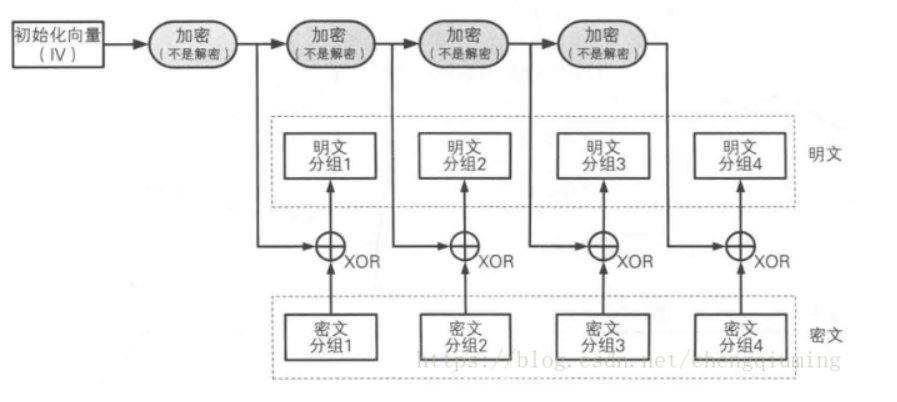 初始化向量
（IV）
加密
（不是解密）
加密
（不是解密）
加密
（不是解密）
加密
（不是解密）
明文
分组1
明文
分组2
明文
分组3
明文
分组4
明文
XOR
XOR
XOR
XOR
密文
分组1
密文
分组2
密文
分组3
密文
分组4
密文
https://blog.csdn.net/chengqiuming